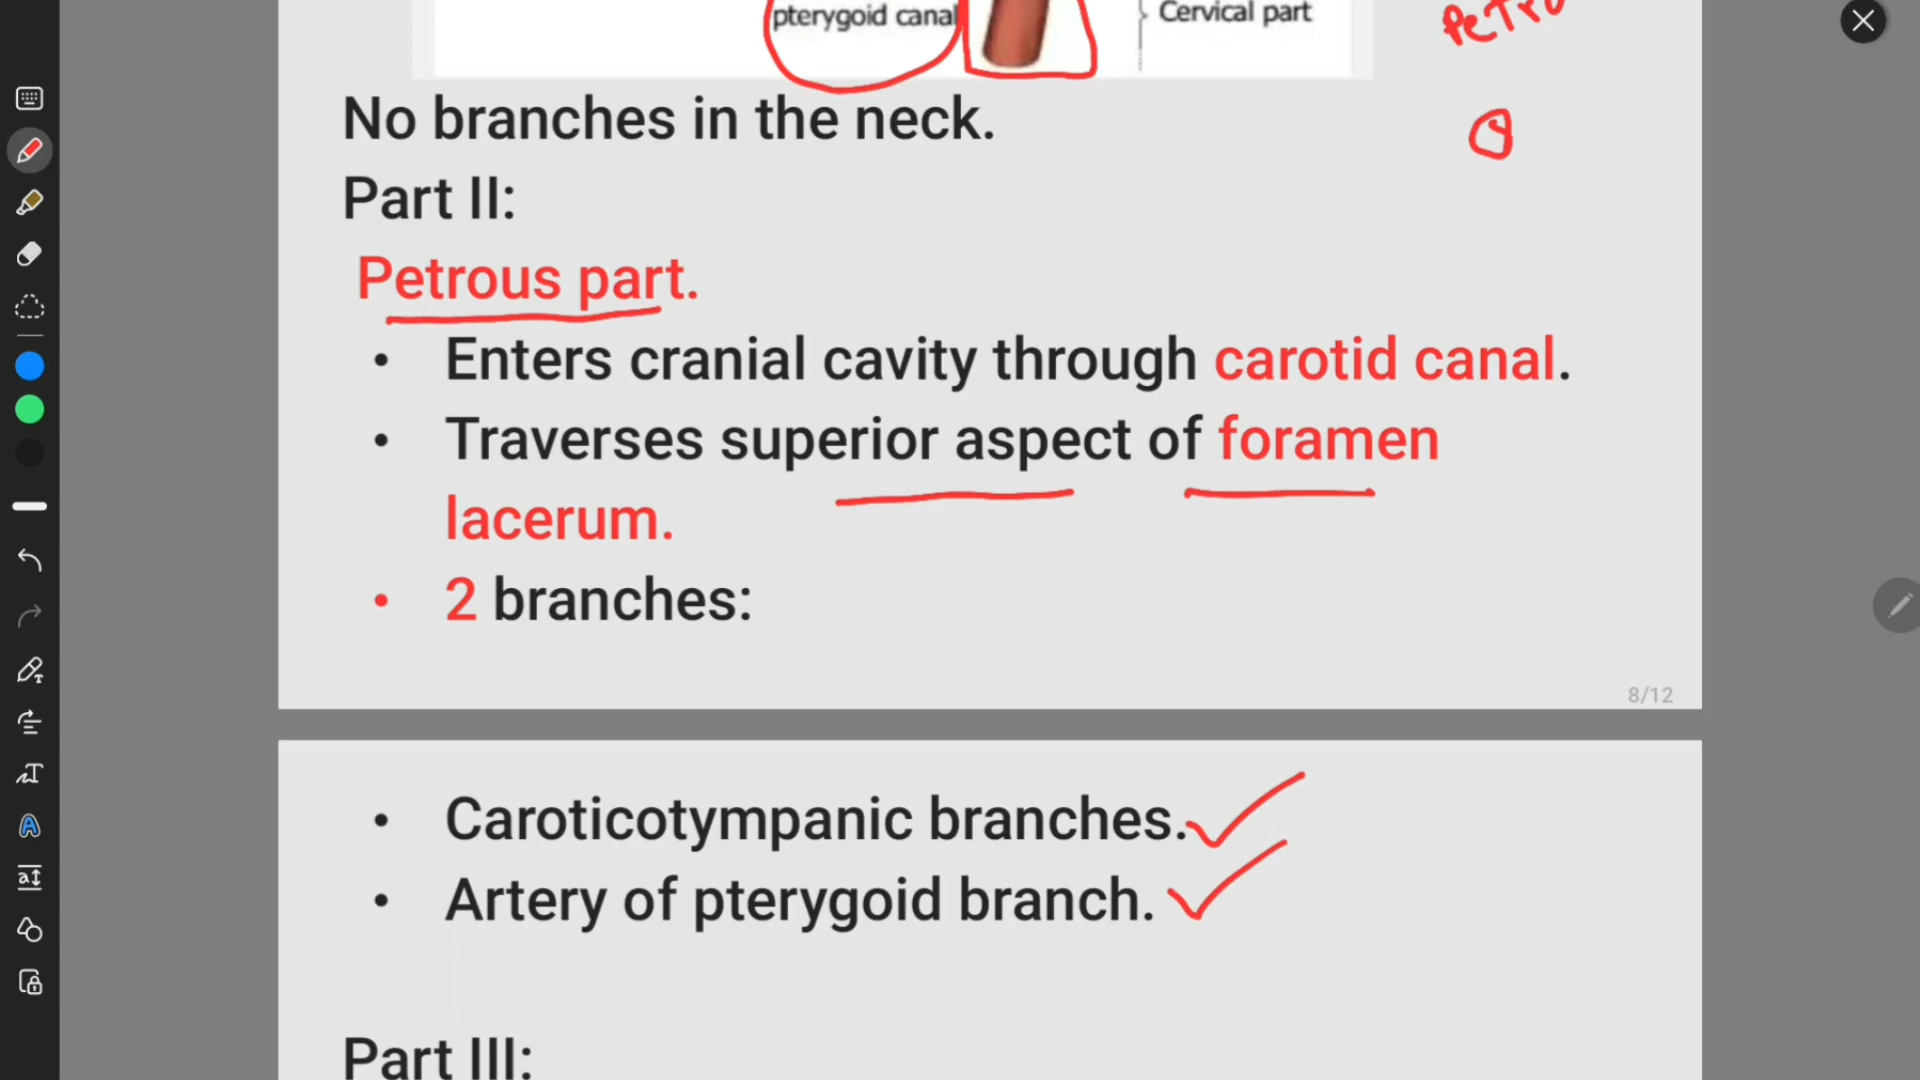 pterygoid canal
Cervical part
Petro
No branches in the neck.
Part II:
Petrous part.
• Enters cranial cavity through carotid canal.
• Traverses superior aspect of foramen
lacerum.
• 2 branches:
8/12
• Caroticotympanic branches.
• Artery of pterygoid branch.
Part III: